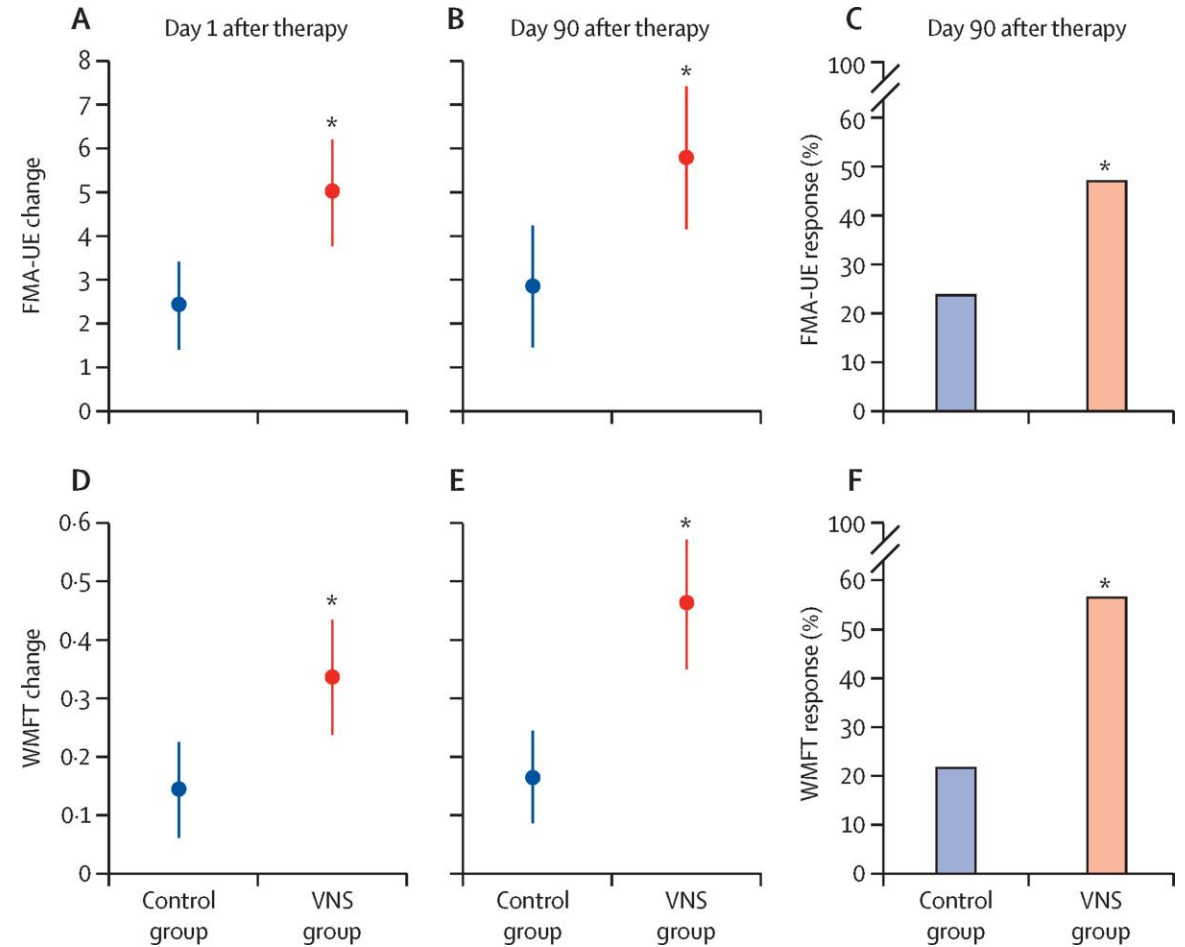 A
Day 1 after therapy
B
Day 90 after therapy
C
Day 90 after therapy
FMA-UE change
8
7
6
5
4
3
2
1
0
*
*
FMA-UE response (%)
100
60
50
40
30
20
10
0
*
D
E
F
WMFT change
0·6
0·5
0·4
0·3
0·2
0·1
0
*
*
WMFT response (%)
100
60
50
40
30
20
10
0
*
Control
group
VNS
group
Control
group
VNS
group
Control
group
VNS
group